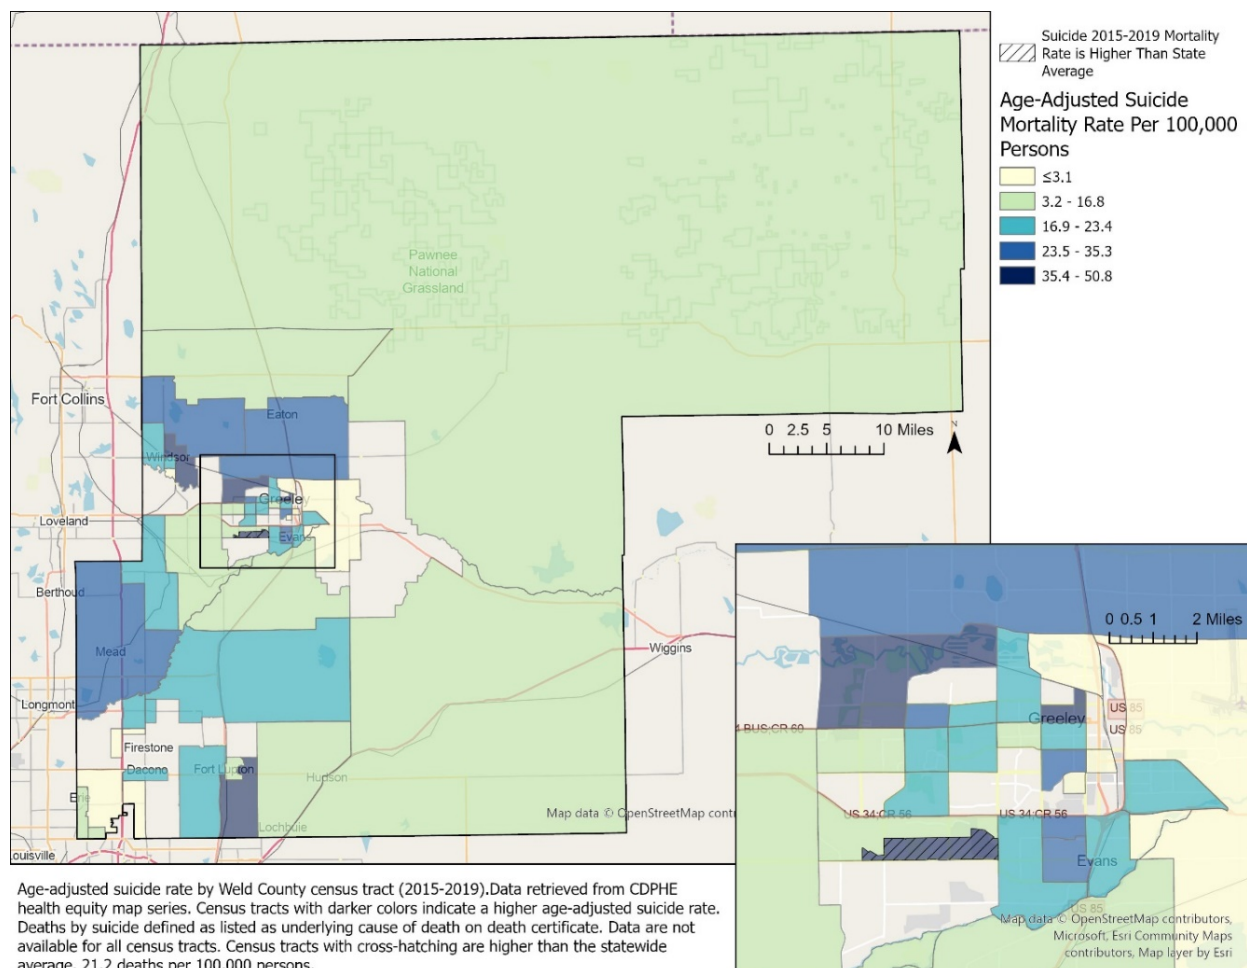 Suicide 2015-2019 Mortality
Rate is Higher Than State
Average
Age-Adjusted Suicide
Mortality Rate Per 100,000
Persons
≤3.1
3.2 - 16.8
16.9 - 23.4
23.5 - 35.3
35.4 - 50.8
Pawnee
National
Grassland
Fort Collins
Eaton
0 2.5 5 10 Miles
N
Windsor
Greeley
Loveland
Evans
Berthoud
Mead
Wiggins
Longmont
Firestone
Dacono
Fort Lupton
Hudson
Erie
Lochbuie
Map data © OpenStreetMap contri
ouisville
0 0.5 1 2 Miles
Greeley
US 85
US 85
BUS;CR 60
US 34;CR 56
US 34;CR 56
Evans
US 85
Map data © OpenStreetMap contributors,
Microsoft, Esri Community Maps
contributors, Map layer by Esri
Age-adjusted suicide rate by Weld County census tract (2015-2019).Data retrieved from CDPHE
health equity map series. Census tracts with darker colors indicate a higher age-adjusted suicide rate.
Deaths by suicide defined as listed as underlying cause of death on death certificate. Data are not
available for all census tracts. Census tracts with cross-hatching are higher than the statewide
average, 21.2 deaths per 100,000 persons.